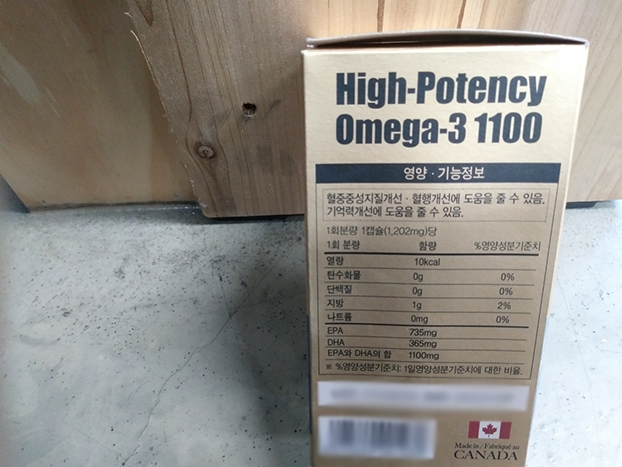 High-Potency
Omega-3 1100
영양·기능정보
혈중중성지질개선·혈행개선에 도움을 줄 수 있음.
기억력개선에 도움을 줄 수 있음.
1회분량 1캡슐(1,202mg)당
1회 분량 함량 %영양성분기준치
열량 10kcal
탄수화물 0g 0%
단백질 0g 0%
지방 1g 2%
나트륨 0mg 0%
EPA 735mg
DHA 365mg
EPA와 DHA의 합 1100mg
※ %영양성분기준치: 1일영양성분기준치에 대한 비율.
Made in / Fabriqué au
CANADA